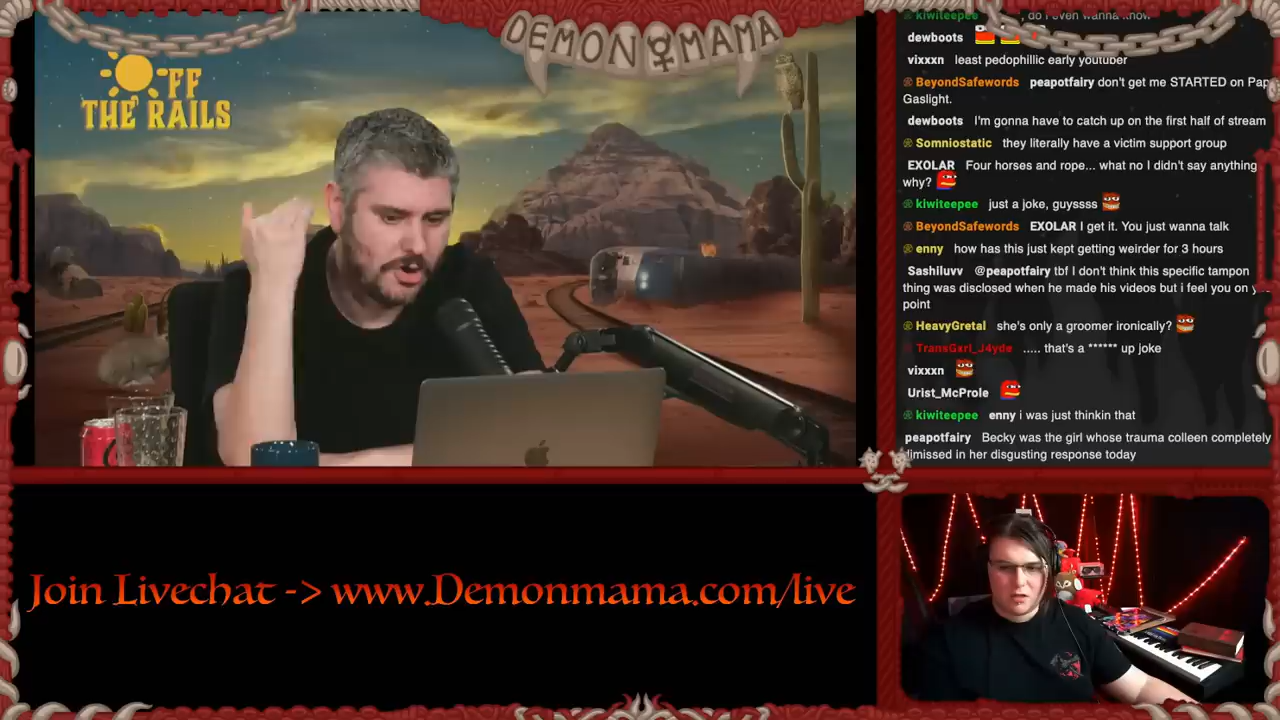 OFF
THE RAILS
DEMON MAMA
kiwiteepee , do i even wanna know
dewboots
vixxxn least pedophillic early youtuber
BeyondSafewords peapotfairy don't get me STARTED on Pap
Gaslight.
dewboots I'm gonna have to catch up on the first half of stream
Somniostatic they literally have a victim support group
EXOLAR Four horses and rope... what no I didn't say anything
why?
kiwiteepee just a joke, guyssss
BeyondSafewords EXOLAR I get it. You just wanna talk
enny how has this just kept getting weirder for 3 hours
Sashiluvv @peapotfairy tbf I don't think this specific tampon
thing was disclosed when he made his videos but i feel you on
point
HeavyGretal she's only a groomer ironically?
TransGxrl_J4yde ..... that's a ****** up joke
vixxxn
Urist_McProle
kiwiteepee enny i was just thinkin that
peapotfairy Becky was the girl whose trauma colleen completely
dimissed in her disgusting response today
Join Livechat -> www.Demonmama.com/live